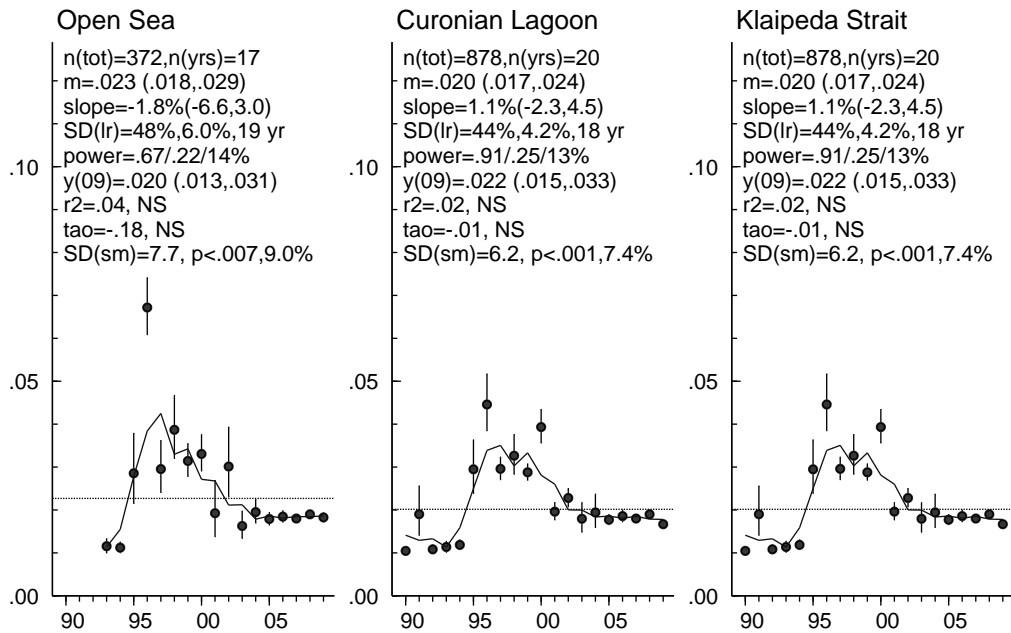 Open Sea
n(tot)=372,n(yrs)=17
m=.023 (.018,.029)
slope=-1.8%(-6.6,3.0)
SD(lr)=48%,6.0%,19 yr
power=.67/.22/14%
y(09)=.020 (.013,.031)
r2=.04, NS
tao=-.18, NS
SD(sm)=7.7, p<.007,9.0%
.10
.05
.00
90 95 00 05
Curonian Lagoon
n(tot)=878,n(yrs)=20
m=.020 (.017,.024)
slope=1.1%(-2.3,4.5)
SD(lr)=44%,4.2%,18 yr
power=.91/.25/13%
y(09)=.022 (.015,.033)
r2=.02, NS
tao=-.01, NS
SD(sm)=6.2, p<.001,7.4%
.10
.05
.00
90 95 00 05
Klaipeda Strait
n(tot)=878,n(yrs)=20
m=.020 (.017,.024)
slope=1.1%(-2.3,4.5)
SD(lr)=44%,4.2%,18 yr
power=.91/.25/13%
y(09)=.022 (.015,.033)
r2=.02, NS
tao=-.01, NS
SD(sm)=6.2, p<.001,7.4%
.10
.05
.00
90 95 00 05